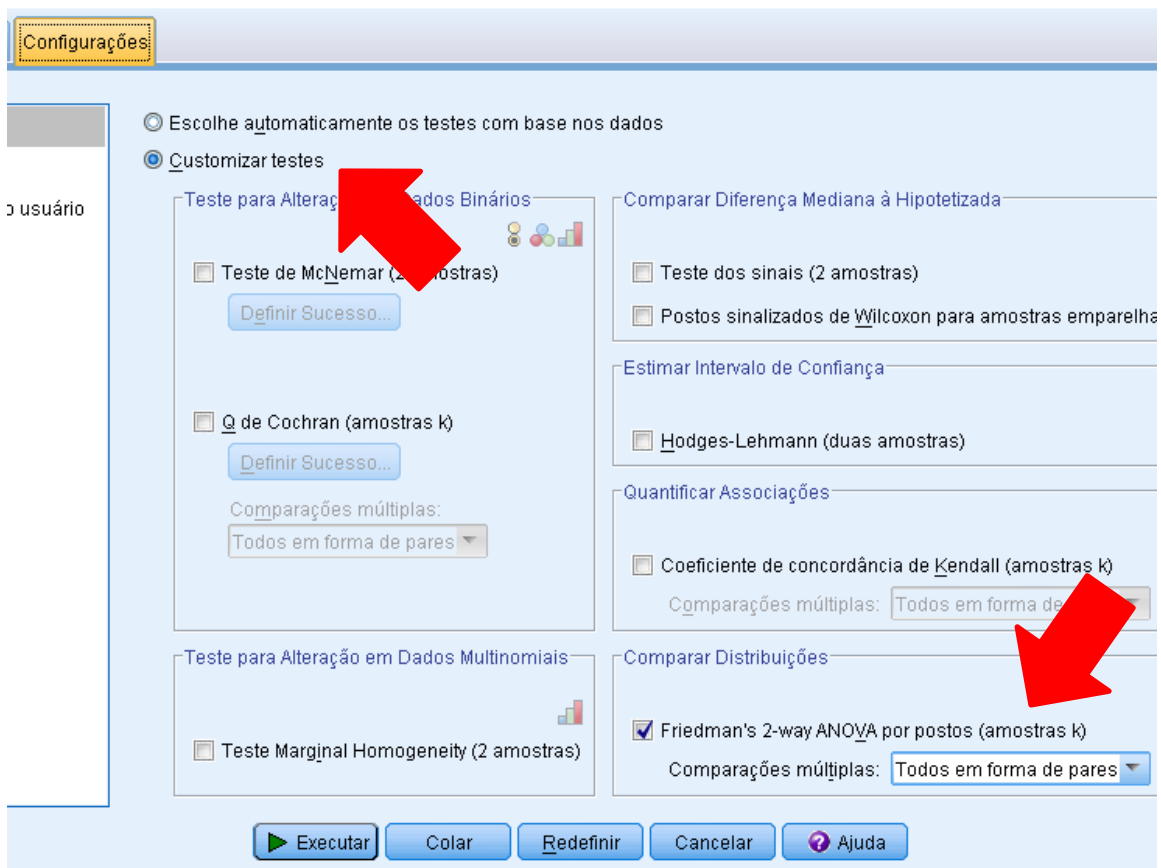 Configurações
o usuário
Escolhe automaticamente os testes com base nos dados
Customizar testes
Teste para Alteraç ados Binários
Teste de McNemar (2 ostras)
Definir Sucesso...
Q de Cochran (amostras k)
Definir Sucesso...
Comparações múltiplas:
Todos em forma de pares
Teste para Alteração em Dados Multinomiais
Teste Marginal Homogeneity (2 amostras)
Comparar Diferença Mediana à Hipotetizada
Teste dos sinais (2 amostras)
Postos sinalizados de Wilcoxon para amostras emparelha
Estimar Intervalo de Confiança
Hodges-Lehmann (duas amostras)
Quantificar Associações
Coeficiente de concordância de Kendall (amostras k)
Comparações múltiplas: Todos em forma de
Comparar Distribuições
Friedman's 2-way ANOVA por postos (amostras k)
Comparações múltiplas: Todos em forma de pares
Executar Colar Redefinir Cancelar Ajuda